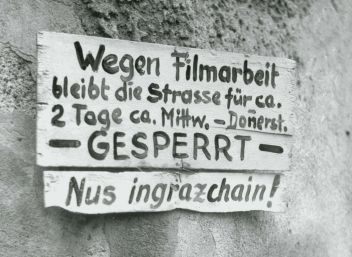 Wegen Filmarbeit
bleibt die Strasse für ca.
2 Tage ca. Mittw. – Donerst.
– GESPERRT –
Nus ingrazchain!